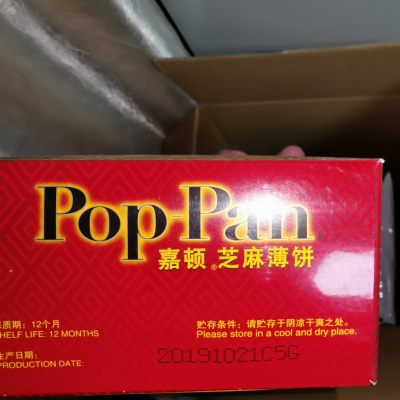 Pop-Pan
嘉顿®芝麻薄饼
质期：12个月
HELF LIFE: 12 MONTHS
贮存条件：请贮存于阴凉干爽之处。
Please store in a cool and dry place.
生产日期：
PRODUCTION DATE:
20191021C5G